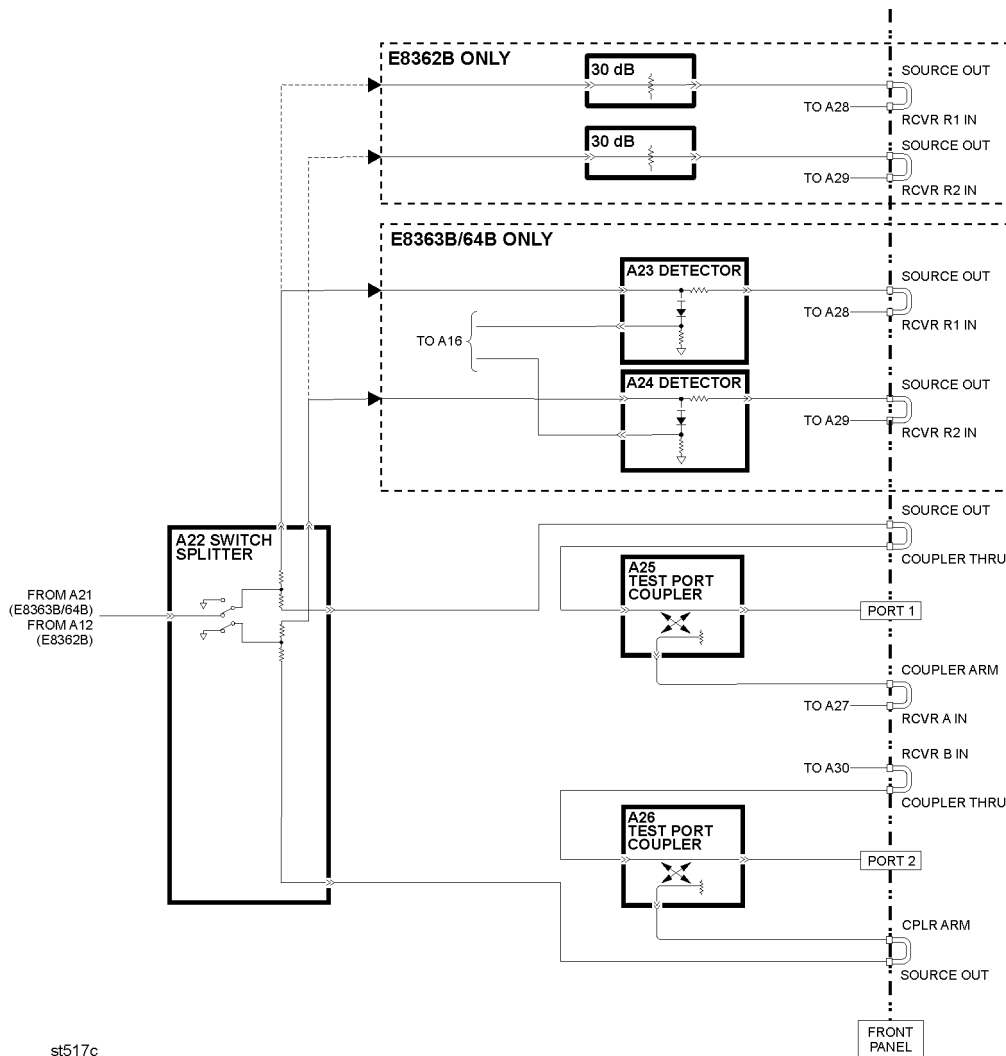 E8362B ONLY
30 dB
SOURCE OUT
TO A28
RCVR R1 IN
30 dB
SOURCE OUT
TO A29
RCVR R2 IN
E8363B/64B ONLY
A23 DETECTOR
SOURCE OUT
TO A28
RCVR R1 IN
TO A16
A24 DETECTOR
SOURCE OUT
TO A29
RCVR R2 IN
SOURCE OUT
COUPLER THRU
A22 SWITCH
SPLITTER
A25
TEST PORT
COUPLER
FROM A21
(E8363B/64B)
FROM A12
(E8362B)
PORT 1
COUPLER ARM
TO A27
RCVR A IN
RCVR B IN
TO A30
COUPLER THRU
A26
TEST PORT
COUPLER
PORT 2
CPLR ARM
SOURCE OUT
FRONT
PANEL
st517c